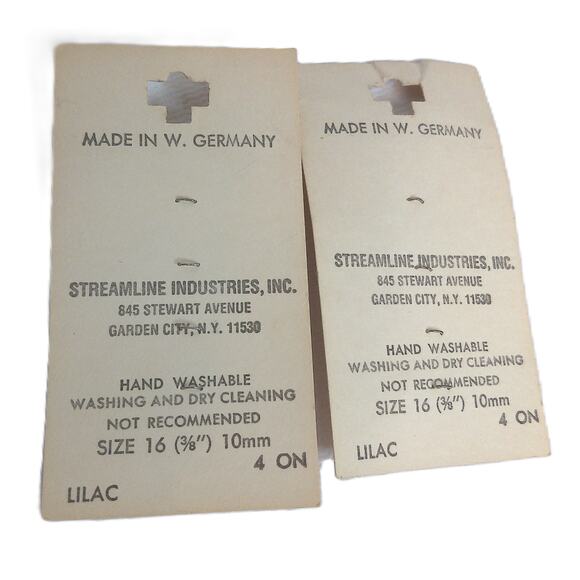 MADE IN W. GERMANY
STREAMLINE INDUSTRIES, INC.
845 STEWART AVENUE
GARDEN CITY, N.Y. 11530
HAND WASHABLE
WASHING AND DRY CLEANING
NOT RECOMMENDED
SIZE 16 (⅜") 10mm
4 ON
LILAC
MADE IN W. GERMANY
STREAMLINE INDUSTRIES, INC.
845 STEWART AVENUE
GARDEN CITY, N.Y. 11530
HAND WASHABLE
WASHING AND DRY CLEANING
NOT RECOMMENDED
SIZE 16 (⅜") 10mm
4 ON
LILAC